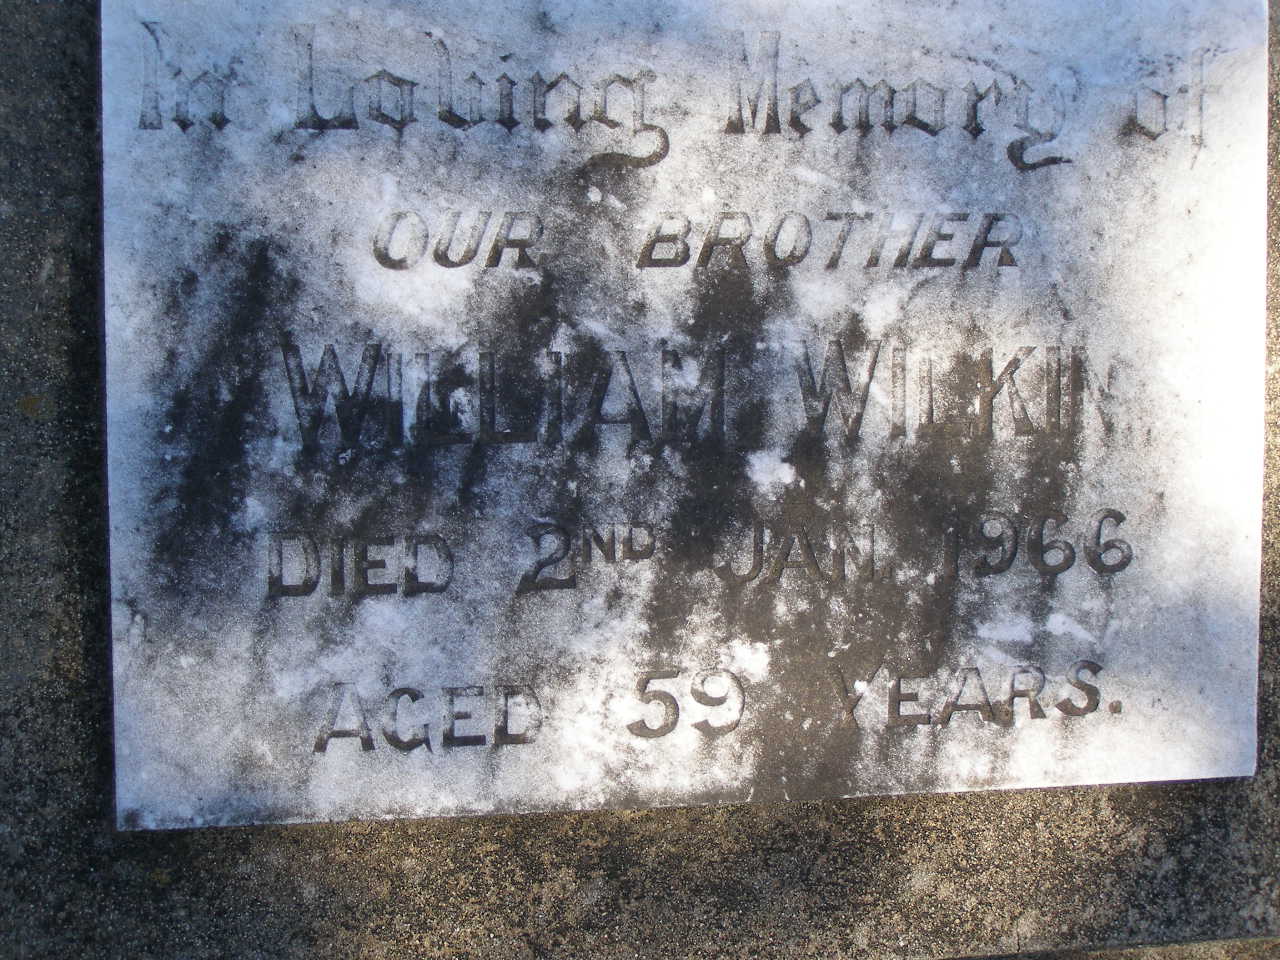 In Loving Memory of
OUR BROTHER
WILLIAM WILKIN
DIED 2ND JAN. 1966
AGED 59 YEARS.